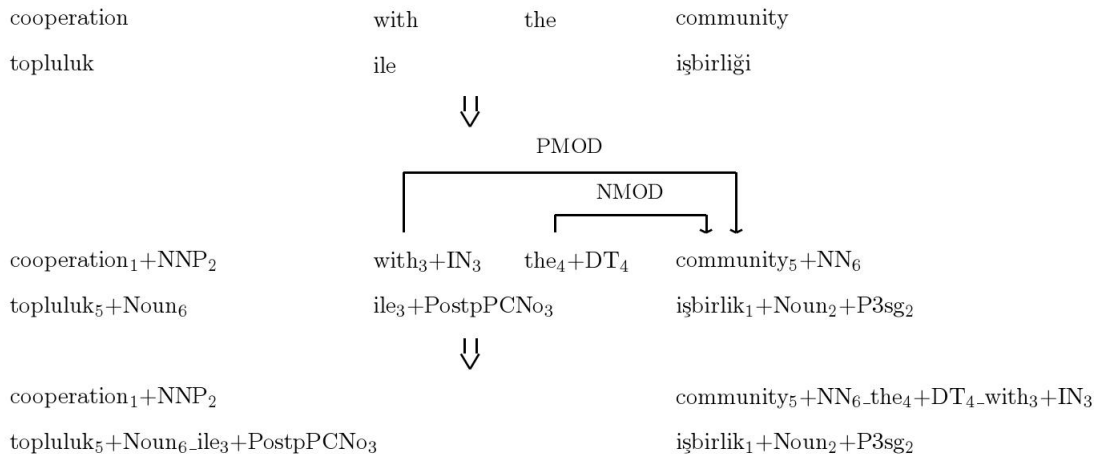 cooperation with the community
topluluk ile işbirliği
⇓
PMOD
NMOD
cooperation₁+NNP₂ with₃+IN₃ the₄+DT₄ community₅+NN₆
topluluk₅+Noun₆ ile₃+PostpPCNo₃ işbirlik₁+Noun₂+P3sg₂
⇓
cooperation₁+NNP₂ community₅+NN₆_the₄+DT₄_with₃+IN₃
topluluk₅+Noun₆_ile₃+PostpPCNo₃ işbirlik₁+Noun₂+P3sg₂